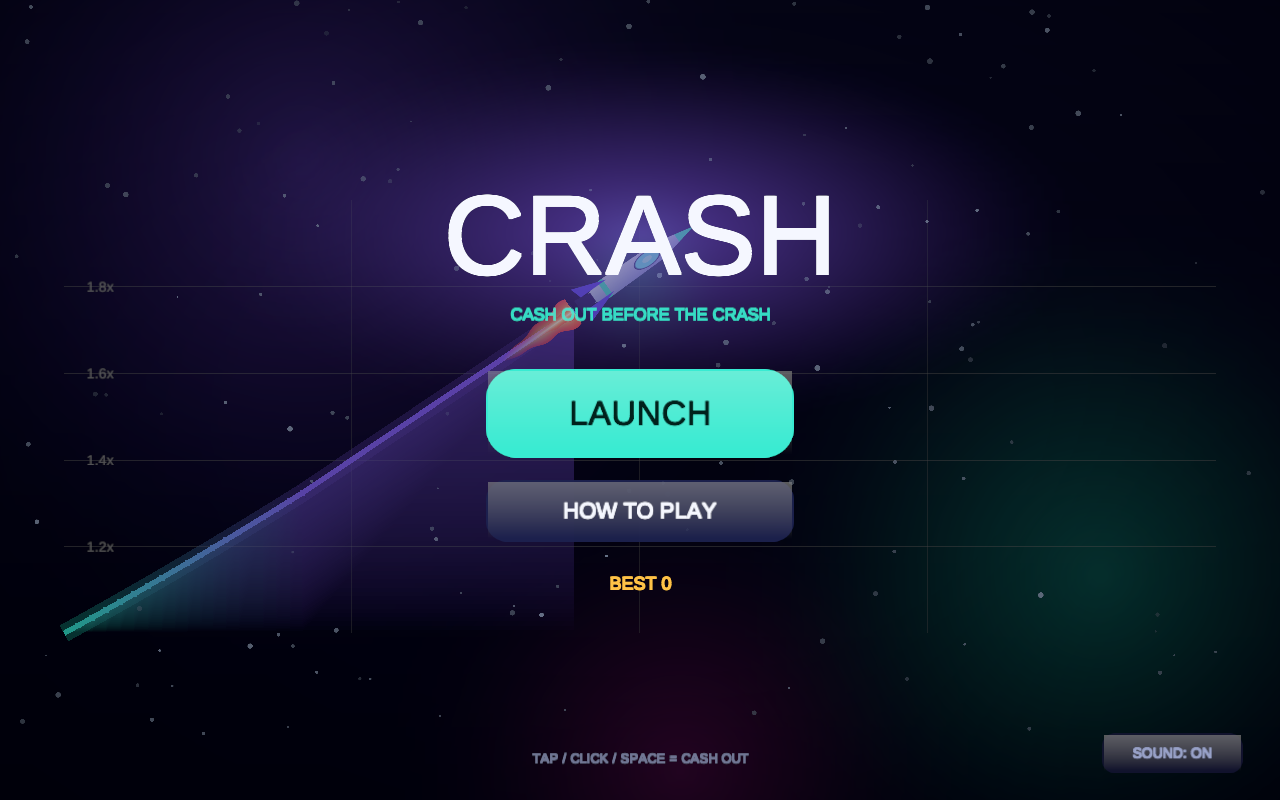 CRASH
1.8x
CASH OUT BEFORE THE CRASH
1.6x
LAUNCH
1.4x
HOW TO PLAY
1.2x
BEST 0
TAP / CLICK / SPACE = CASH OUT
SOUND: ON